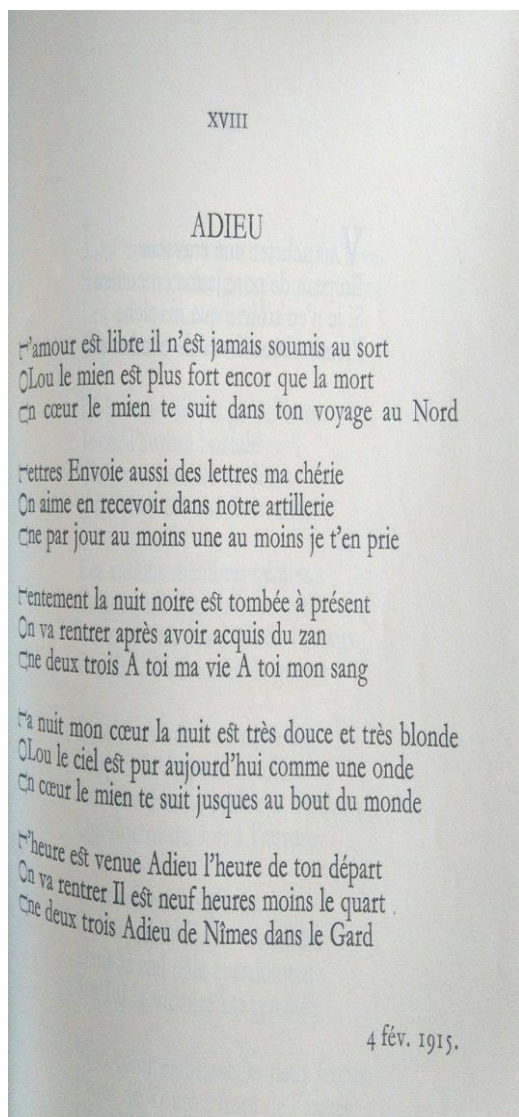 XVIII
ADIEU
L'amour est libre il n'est jamais soumis au sort
O Lou le mien est plus fort encor que la mort
Un cœur le mien te suit dans ton voyage au Nord
Lettres Envoie aussi des lettres ma chérie
On aime en recevoir dans notre artillerie
Une par jour au moins une au moins je t'en prie
Lentement la nuit noire est tombée à présent
On va rentrer après avoir acquis du zan
Une deux trois A toi ma vie A toi mon sang
La nuit mon cœur la nuit est très douce et très blonde
O Lou le ciel est pur aujourd'hui comme une onde
Un cœur le mien te suit jusques au bout du monde
L'heure est venue Adieu l'heure de ton départ
On va rentrer Il est neuf heures moins le quart
Une deux trois Adieu de Nîmes dans le Gard
4 fév. 1915.